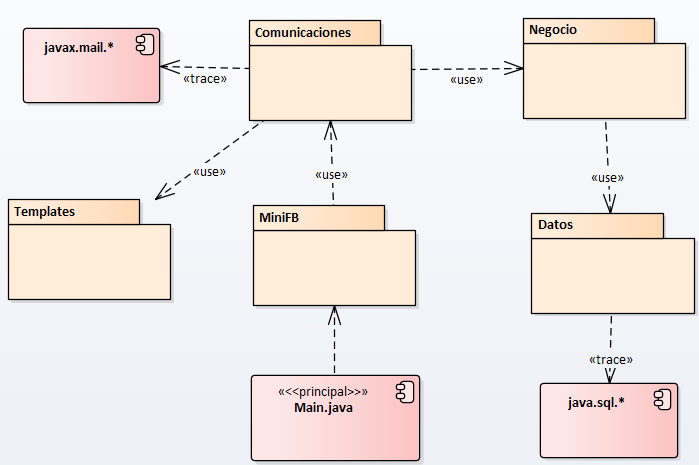 javax.mail.*
Comunicaciones
Negocio
«trace»
«use»
«use»
«use»
«use»
Templates
MiniFB
Datos
«trace»
«<<principal>>»
Main.java
java.sql.*